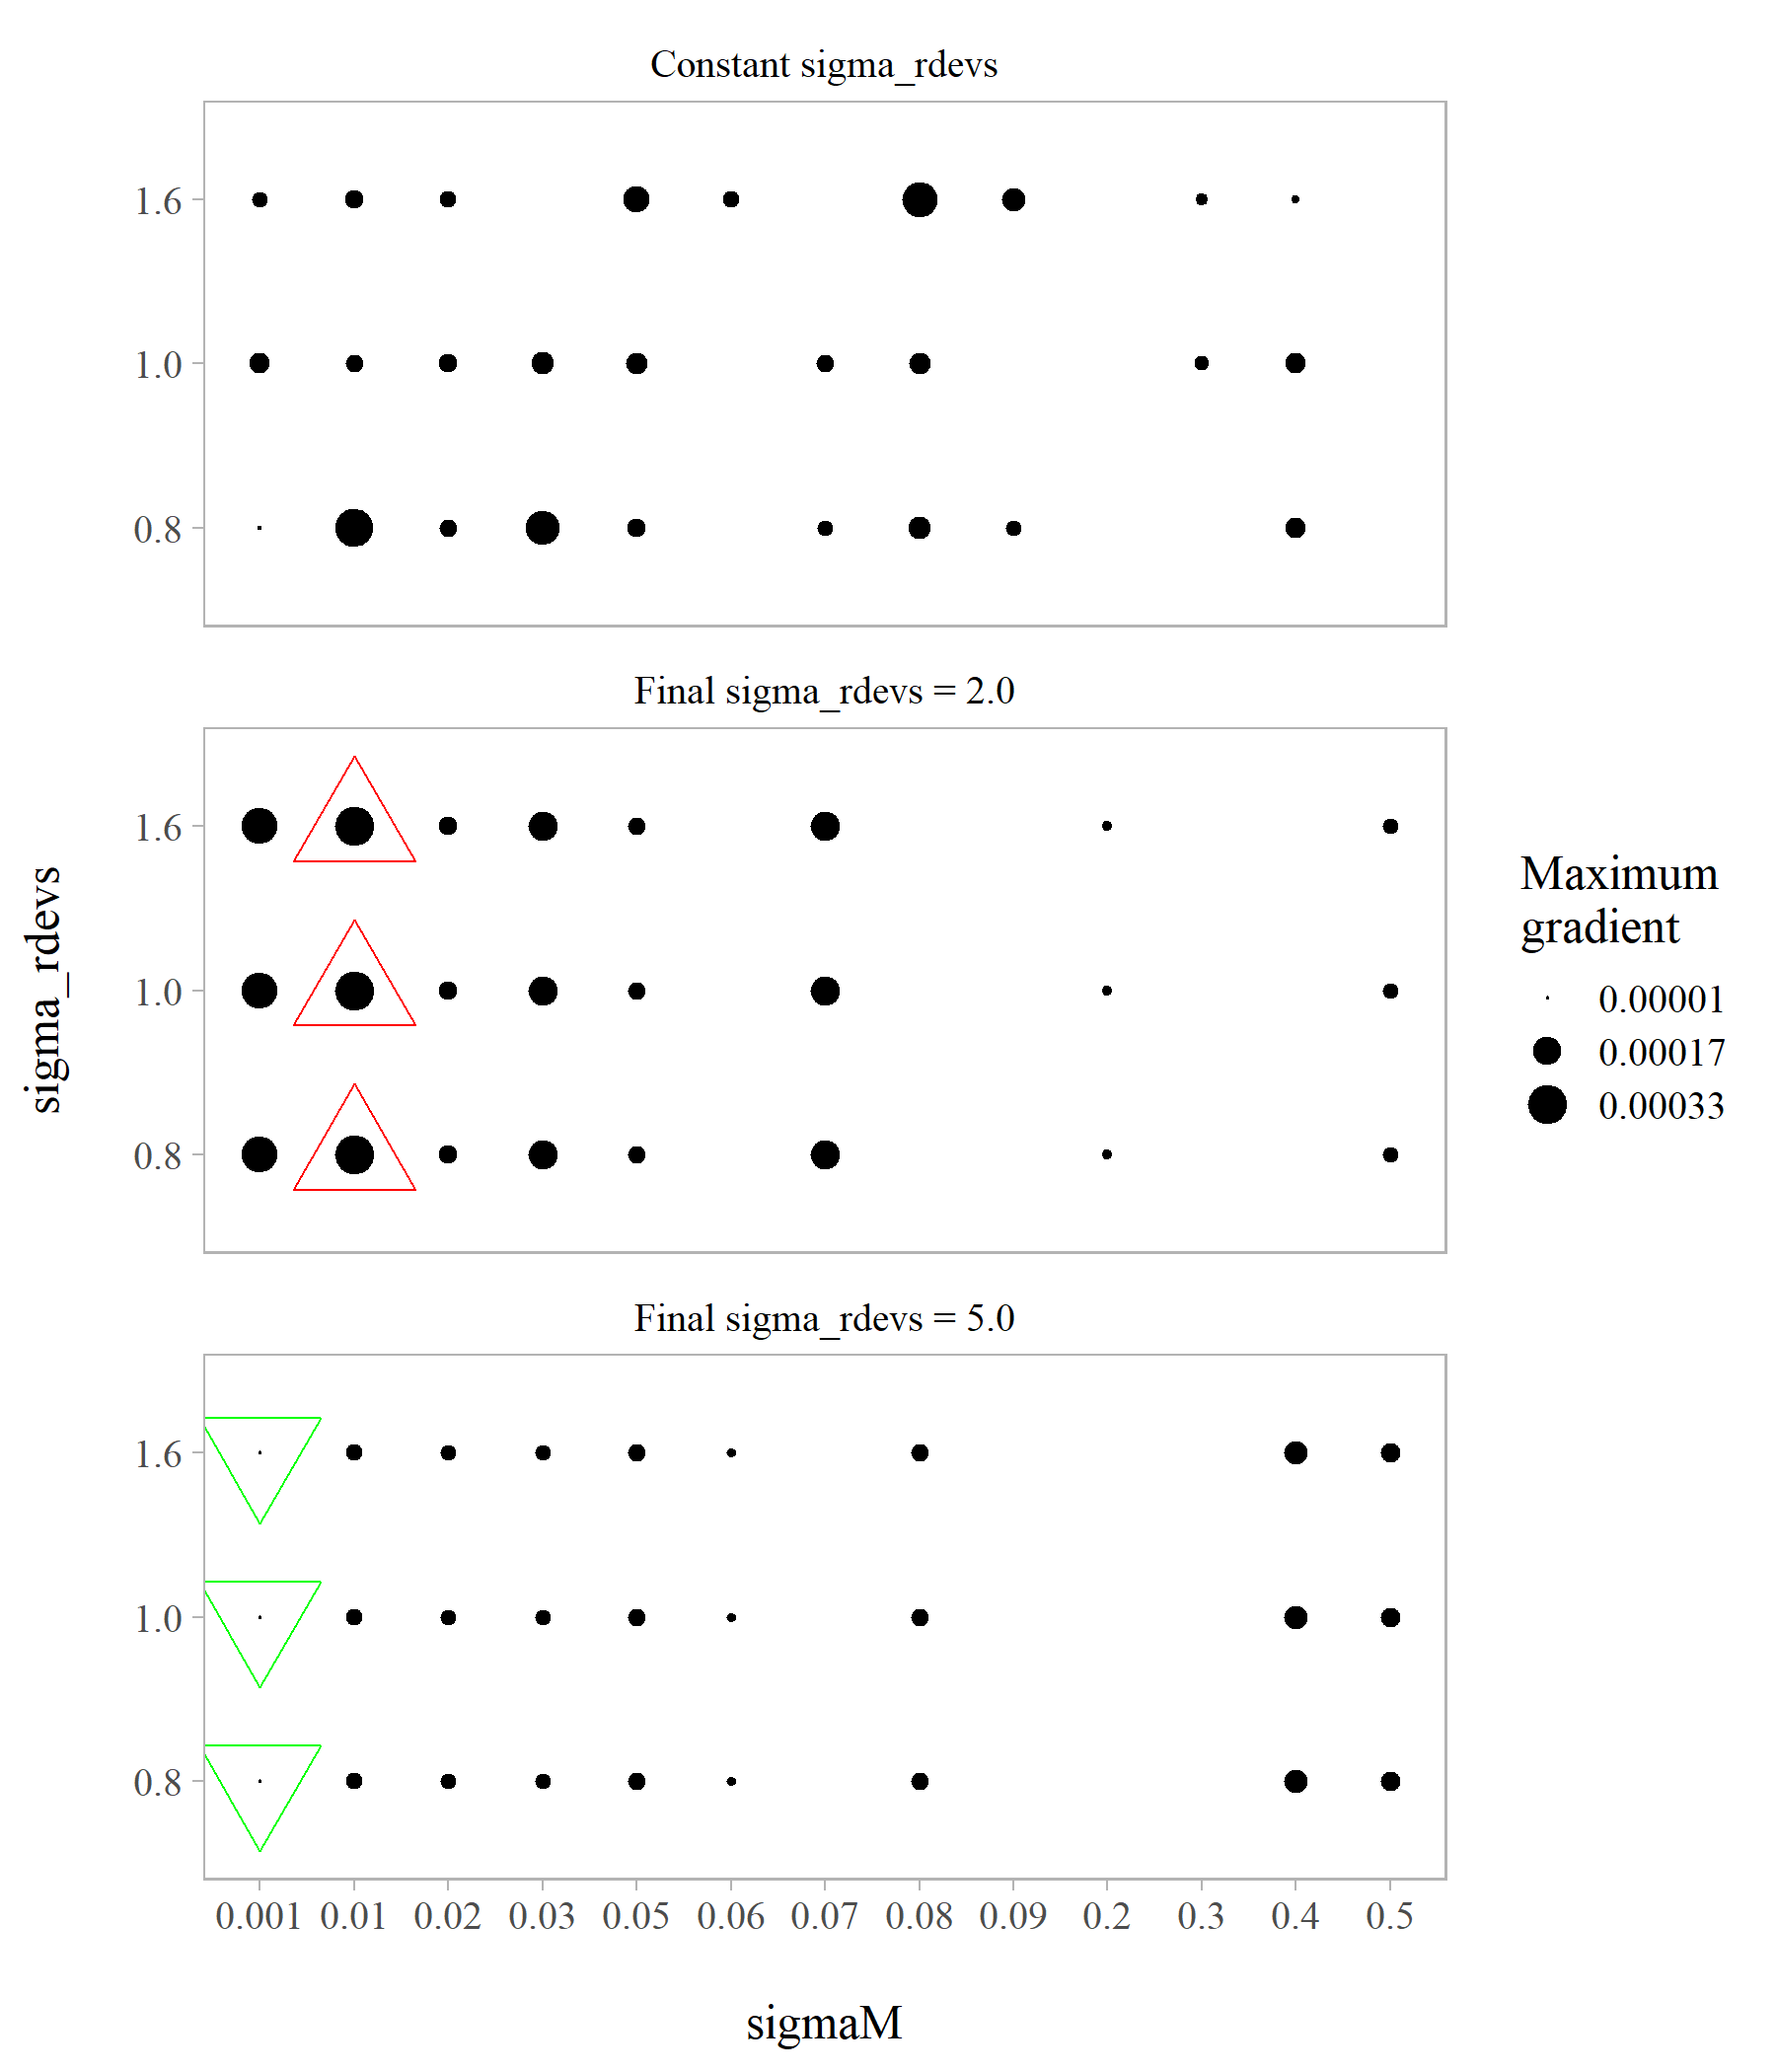 Constant sigma_rdevs
1.6
1.0
0.8
Final sigma_rdevs = 2.0
1.6
1.0
0.8
Final sigma_rdevs = 5.0
1.6
1.0
0.8
0.001 0.01 0.02 0.03 0.05 0.06 0.07 0.08 0.09 0.2 0.3 0.4 0.5
sigmaM
sigma_rdevs
Maximum
gradient
0.00001
0.00017
0.00033